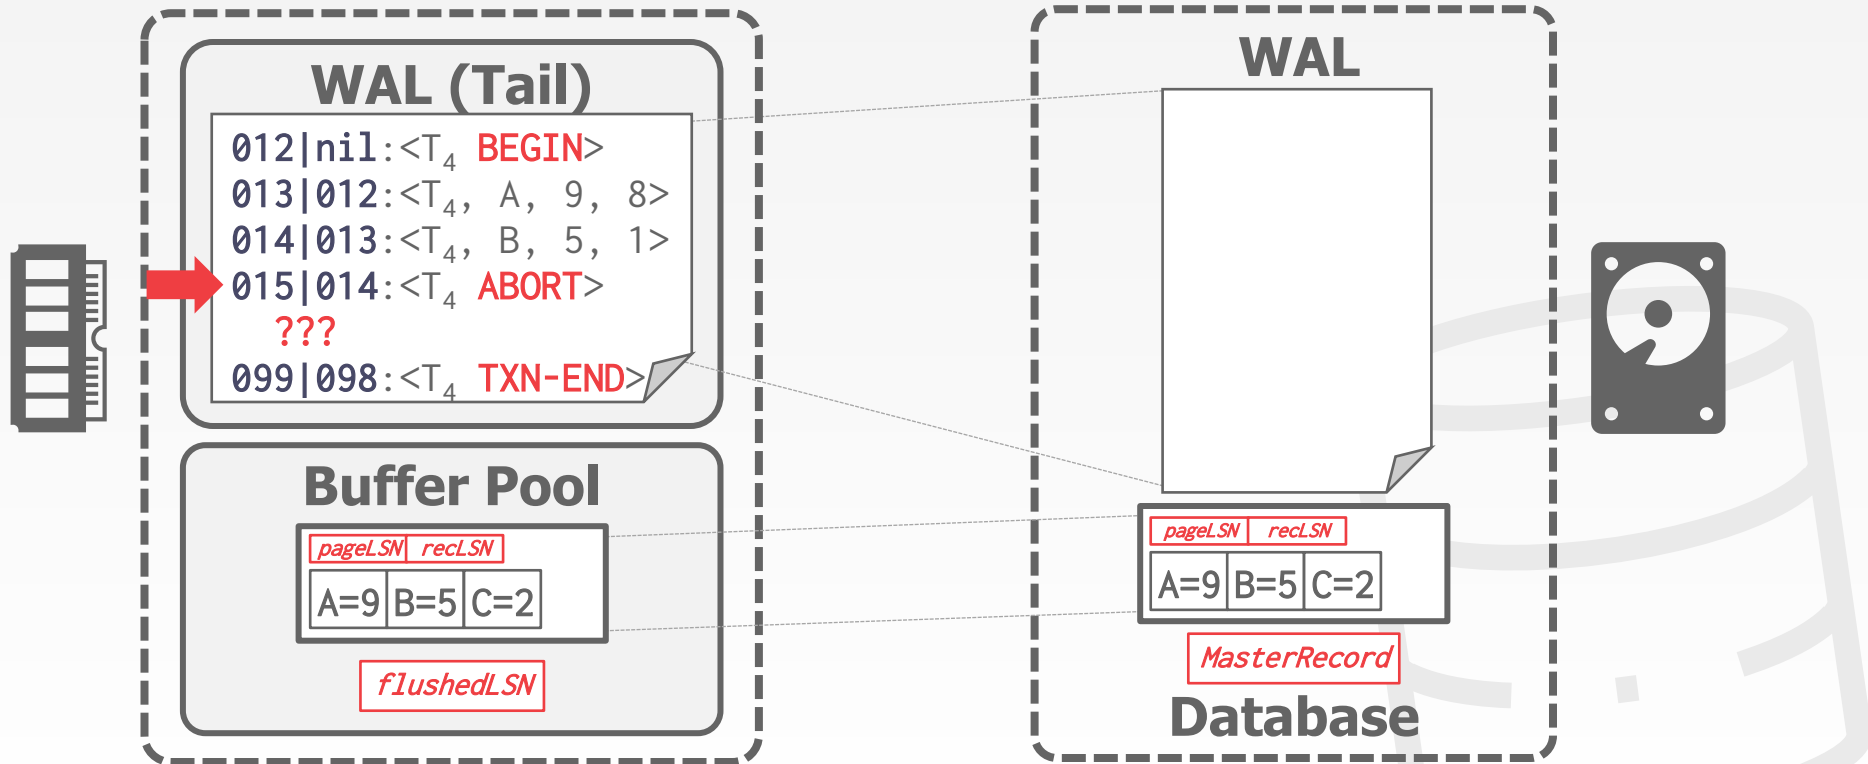 WAL (Tail)
012|nil:<T4 BEGIN>
013|012:<T4, A, 9, 8>
014|013:<T4, B, 5, 1>
015|014:<T4 ABORT>
???
099|098:<T4 TXN-END>
Buffer Pool
pageLSN recLSN
A=9 B=5 C=2
flushedLSN
WAL
pageLSN recLSN
A=9 B=5 C=2
MasterRecord
Database